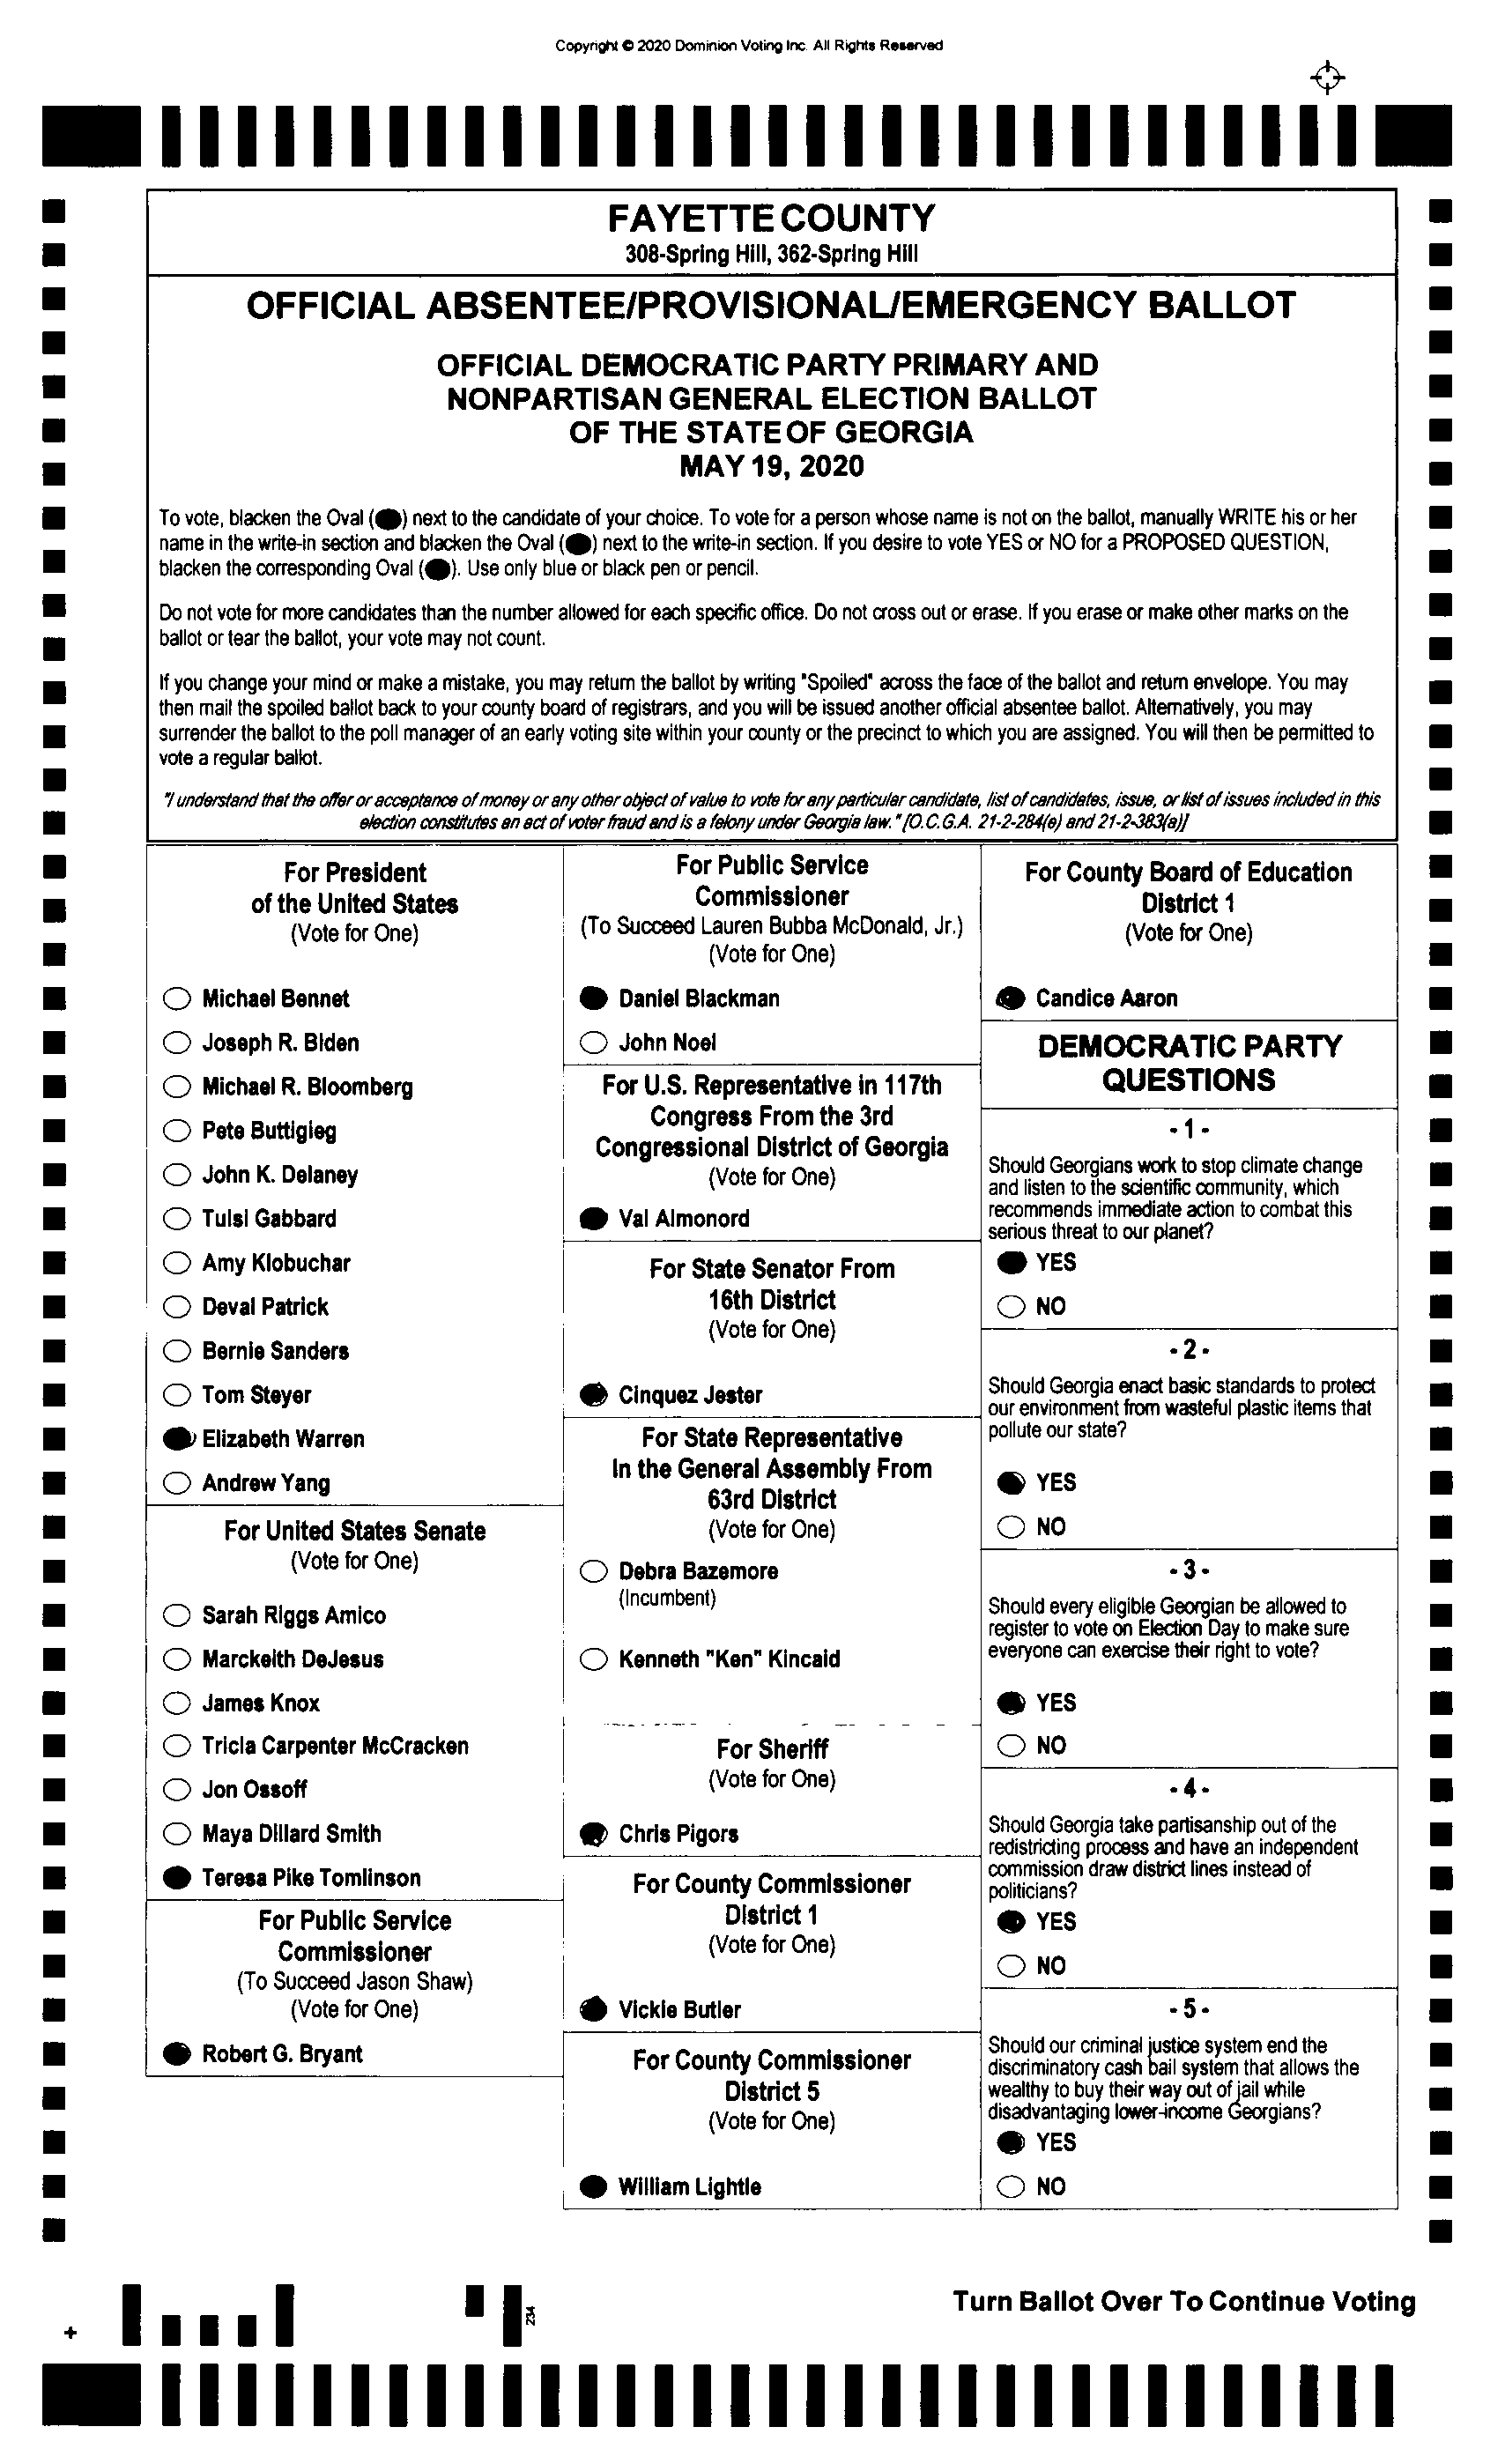 Copyright © 2020 Dominion Voting Inc. All Rights Reserved
FAYETTE COUNTY
308-Spring Hill, 362-Spring Hill
OFFICIAL ABSENTEE/PROVISIONAL/EMERGENCY BALLOT
OFFICIAL DEMOCRATIC PARTY PRIMARY AND
NONPARTISAN GENERAL ELECTION BALLOT
OF THE STATE OF GEORGIA
MAY 19, 2020
To vote, blacken the Oval (●) next to the candidate of your choice. To vote for a person whose name is not on the ballot, manually WRITE his or her
name in the write-in section and blacken the Oval (●) next to the write-in section. If you desire to vote YES or NO for a PROPOSED QUESTION,
blacken the corresponding Oval (●). Use only blue or black pen or pencil.
Do not vote for more candidates than the number allowed for each specific office. Do not cross out or erase. If you erase or make other marks on the
ballot or tear the ballot, your vote may not count.
If you change your mind or make a mistake, you may return the ballot by writing "Spoiled" across the face of the ballot and return envelope. You may
then mail the spoiled ballot back to your county board of registrars, and you will be issued another official absentee ballot. Alternatively, you may
surrender the ballot to the poll manager of an early voting site within your county or the precinct to which you are assigned. You will then be permitted to
vote a regular ballot.
"I understand that the offer or acceptance of money or any other object of value to vote for any particular candidate, list of candidates, issue, or list of issues included in this
election constitutes an act of voter fraud and is a felony under Georgia law." [O.C.G.A. 21-2-284(e) and 21-2-383(a)]
For President
of the United States
(Vote for One)
Michael Bennet
Joseph R. Biden
Michael R. Bloomberg
Pete Buttigieg
John K. Delaney
Tulsi Gabbard
Amy Klobuchar
Deval Patrick
Bernie Sanders
Tom Steyer
Elizabeth Warren
Andrew Yang
For United States Senate
(Vote for One)
Sarah Riggs Amico
Marckeith DeJesus
James Knox
Tricia Carpenter McCracken
Jon Ossoff
Maya Dillard Smith
Teresa Pike Tomlinson
For Public Service
Commissioner
(To Succeed Jason Shaw)
(Vote for One)
Robert G. Bryant
For Public Service
Commissioner
(To Succeed Lauren Bubba McDonald, Jr.)
(Vote for One)
Daniel Blackman
John Noel
For U.S. Representative in 117th
Congress From the 3rd
Congressional District of Georgia
(Vote for One)
Val Almonord
For State Senator From
16th District
(Vote for One)
Cinquez Jester
For State Representative
In the General Assembly From
63rd District
(Vote for One)
Debra Bazemore
(Incumbent)
Kenneth "Ken" Kincaid
For Sheriff
(Vote for One)
Chris Pigors
For County Commissioner
District 1
(Vote for One)
Vickie Butler
For County Commissioner
District 5
(Vote for One)
William Lightle
For County Board of Education
District 1
(Vote for One)
Candice Aaron
DEMOCRATIC PARTY
QUESTIONS
- 1 -
Should Georgians work to stop climate change
and listen to the scientific community, which
recommends immediate action to combat this
serious threat to our planet?
YES
NO
- 2 -
Should Georgia enact basic standards to protect
our environment from wasteful plastic items that
pollute our state?
YES
NO
- 3 -
Should every eligible Georgian be allowed to
register to vote on Election Day to make sure
everyone can exercise their right to vote?
YES
NO
- 4 -
Should Georgia take partisanship out of the
redistricting process and have an independent
commission draw district lines instead of
politicians?
YES
NO
- 5 -
Should our criminal justice system end the
discriminatory cash bail system that allows the
wealthy to buy their way out of jail while
disadvantaging lower-income Georgians?
YES
NO
Turn Ballot Over To Continue Voting
234